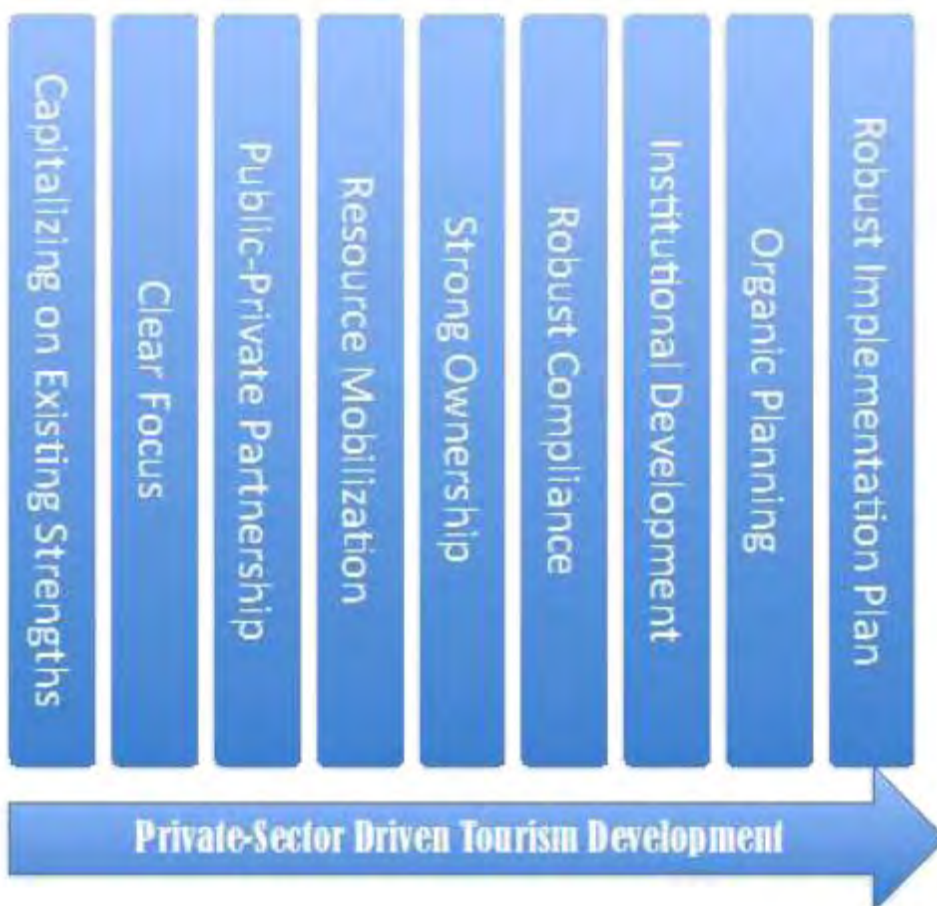 Capitalizing on Existing Strengths
Clear Focus
Public-Private Partnership
Resource Mobilization
Strong Ownership
Robust Compliance
Institutional Development
Organic Planning
Robust Implementation Plan
Private-Sector Driven Tourism Development